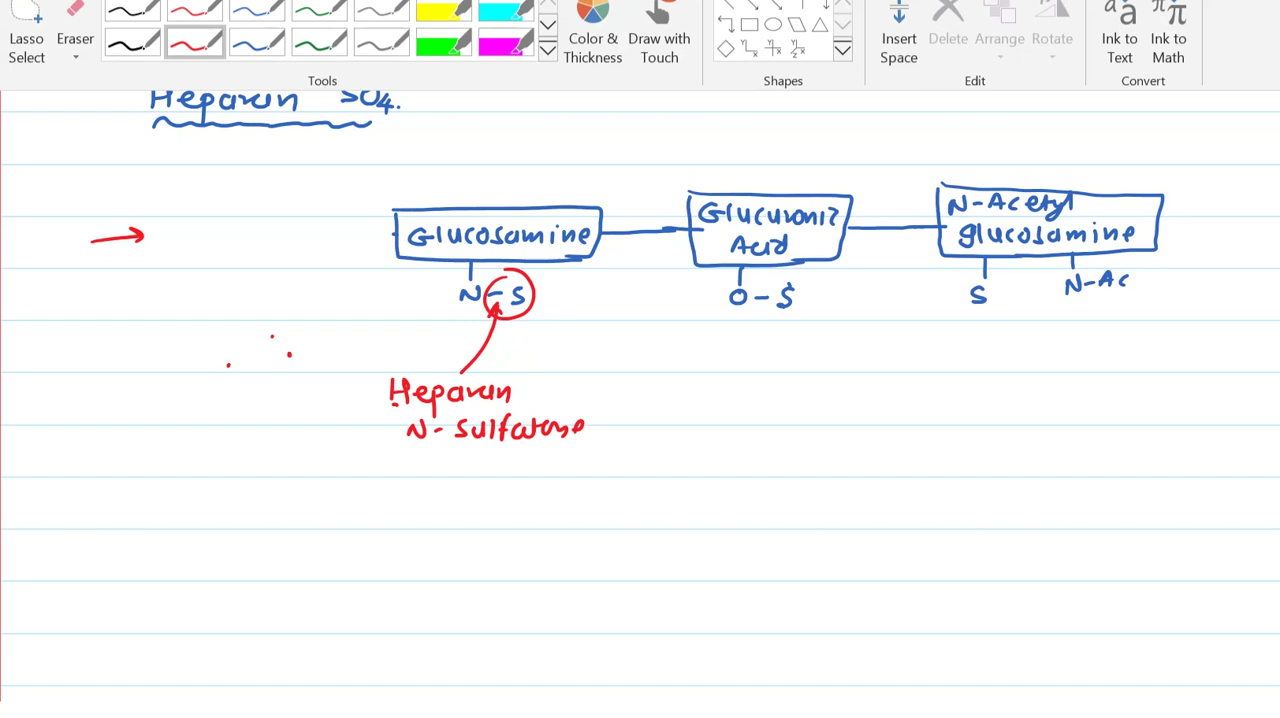 Lasso Select
Eraser
Color & Thickness
Draw with Touch
Insert Space
Delete
Arrange
Rotate
Ink to Text
Ink to Math
Tools
Shapes
Edit
Convert
Heparan SO4.
Glucosamine
Glucuronic
Acid
N-Acetyl
glucosamine
N-S
O-S
S
N-Ac
Heparan
N-sulfatase